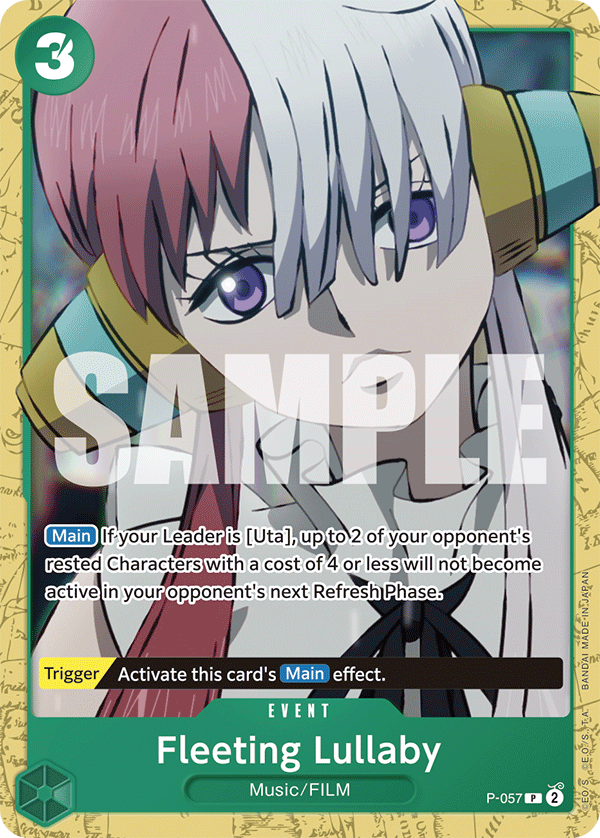 3
SAMPLE
Main If your Leader is [Uta], up to 2 of your opponent's
rested Characters with a cost of 4 or less will not become
active in your opponent's next Refresh Phase.
Trigger Activate this card's Main effect.
EVENT
Fleeting Lullaby
Music/FILM
P-057 P 2
BANDAI MADE IN JAPAN